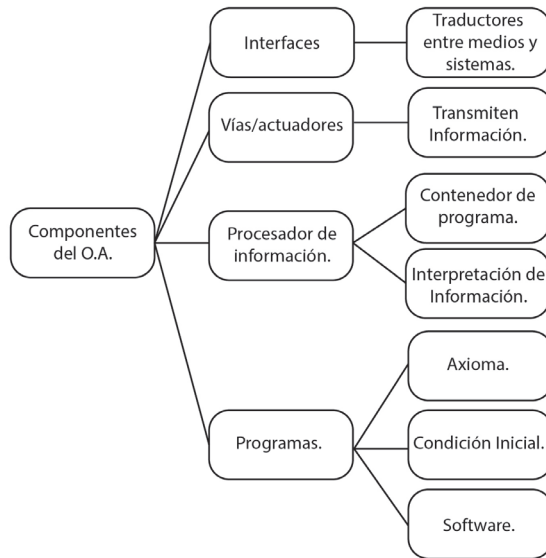 Componentes
del O.A.
Interfaces
Traductores
entre medios y
sistemas.
Vías/actuadores
Transmiten
Información.
Procesador de
información.
Contenedor de
programa.
Interpretación de
Información.
Programas.
Axioma.
Condición Inicial.
Software.